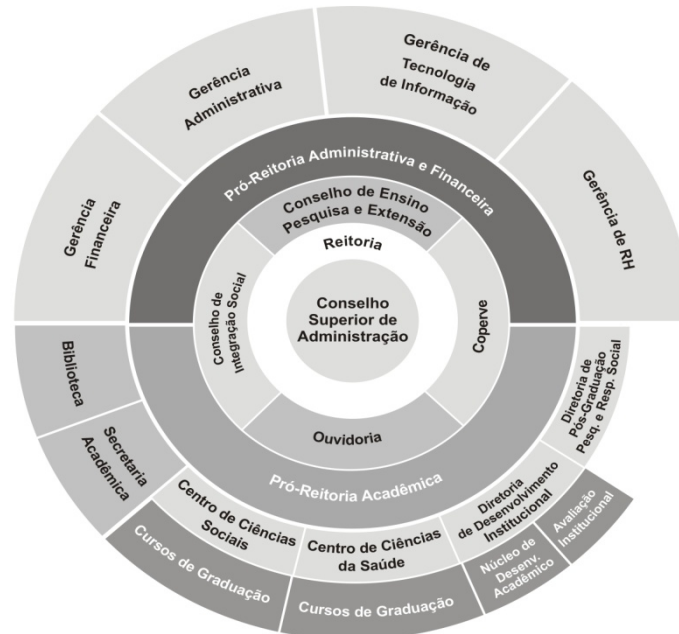 Gerência de
Tecnologia
de Informação
Gerência
Administrativa
Gerência
Financeira
Gerência de RH
Pró-Reitoria Administrativa e Financeira
Conselho de Ensino
Pesquisa e Extensão
Reitoria
Conselho
Superior de
Administração
Conselho de
Integração Social
Coperve
Ouvidoria
Pró-Reitoria Acadêmica
Biblioteca
Secretaria
Acadêmica
Centro de Ciências
Sociais
Centro de Ciências
da Saúde
Diretoria
de Desenvolvimento
Institucional
Diretoria de
Pós-Graduação
Pesq. e Resp. Social
Cursos de Graduação
Cursos de Graduação
Núcleo de
Desenv.
Acadêmico
Avaliação
Institucional